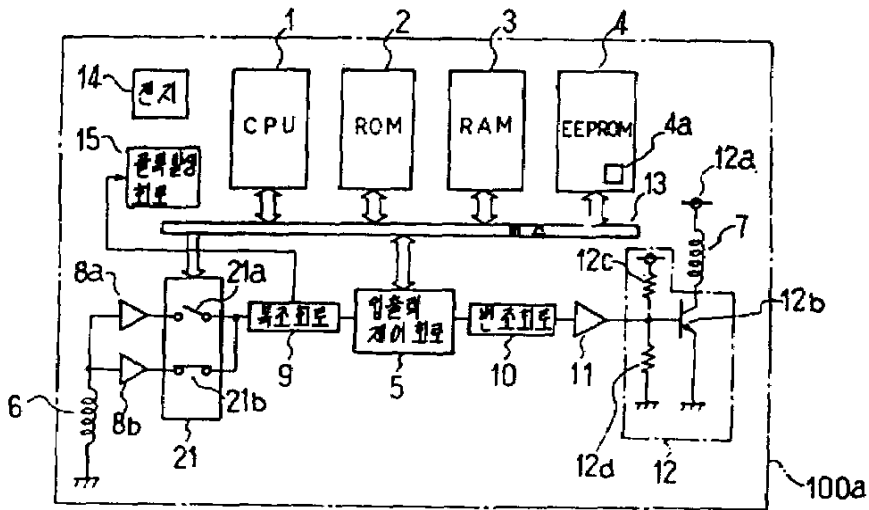 1
2
3
4
14
전지
CPU
ROM
RAM
EEPROM
4a
15
클록발생
회로
13
12a
7
8a
21a
12c
12b
복조회로
입출력
제어회로
변조회로
9
5
10
11
6
8b
21b
21
12d
12
100a